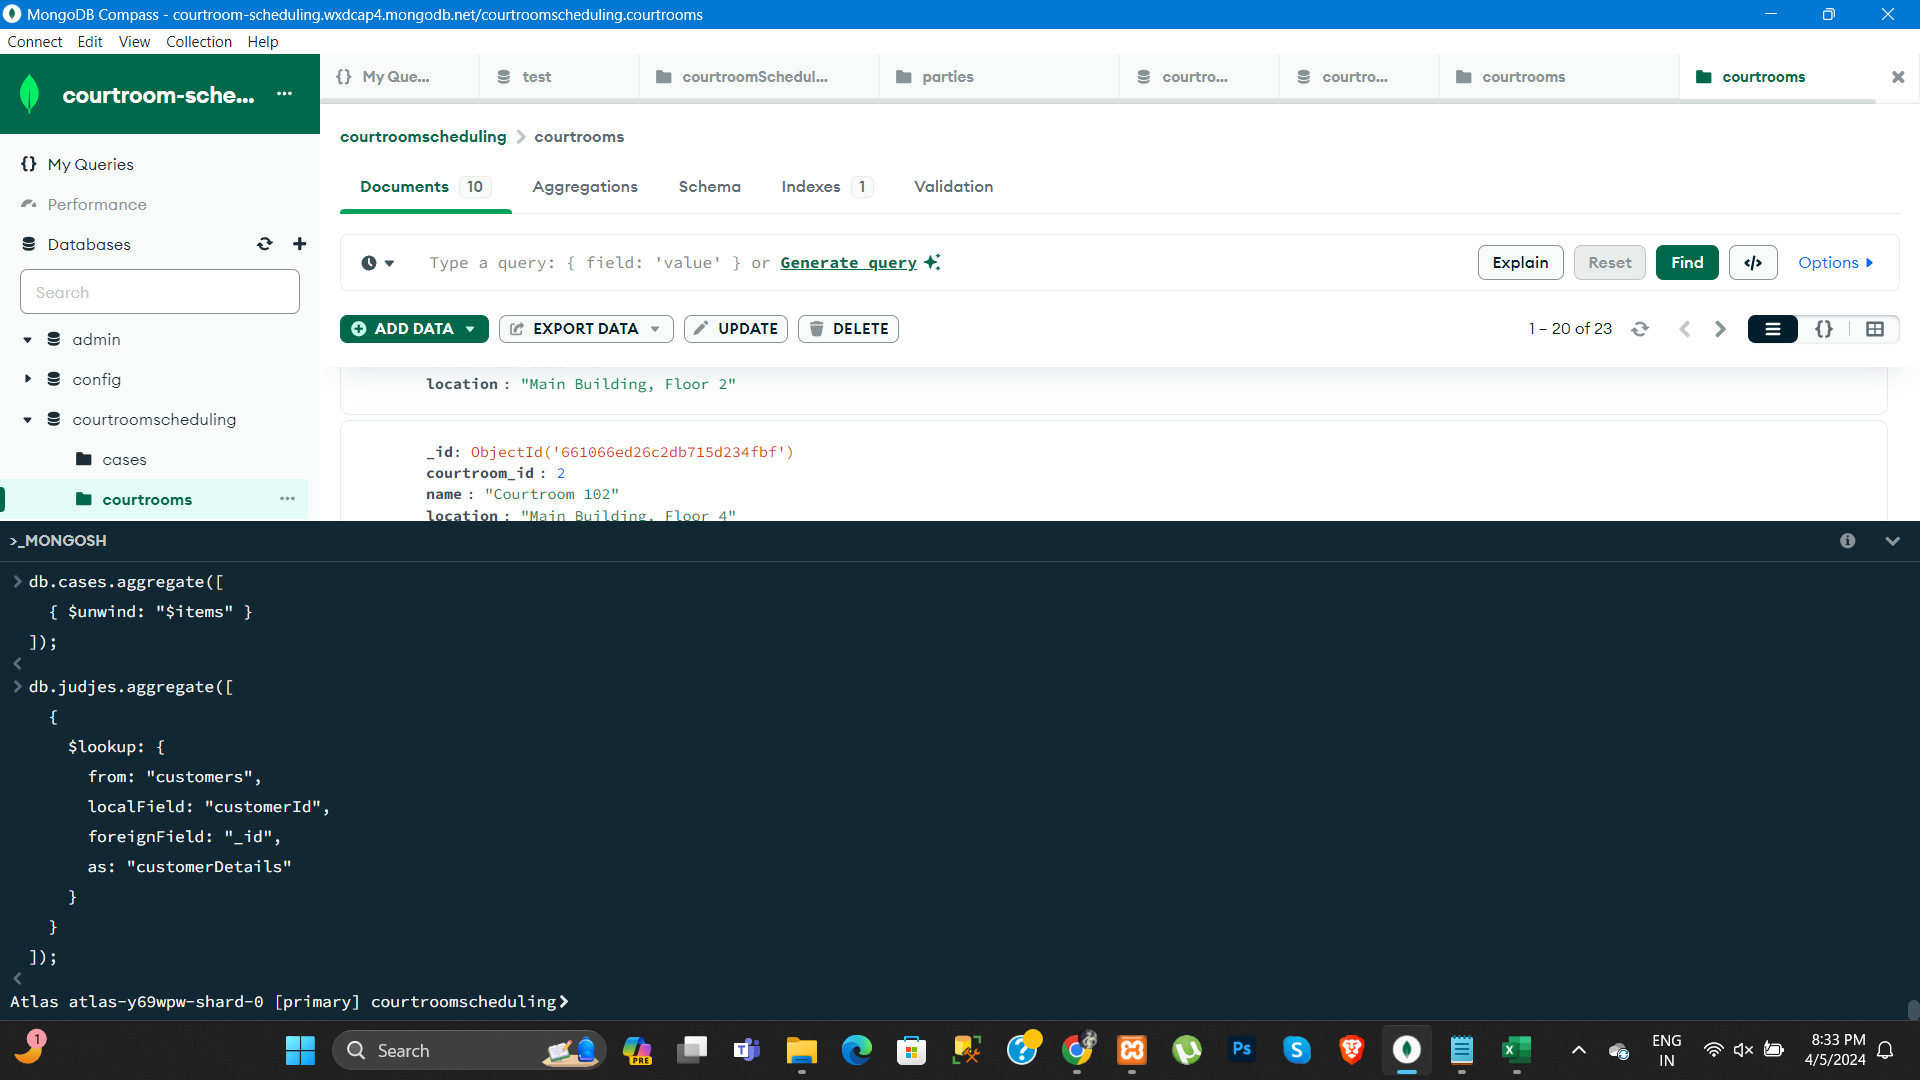 MongoDB Compass - courtroom-scheduling.wxdcap4.mongodb.net/courtroomscheduling.courtrooms
Connect Edit View Collection Help
courtroom-sche... ...
{} My Que...
test
courtroomSchedul...
parties
courtro...
courtro...
courtrooms
courtrooms
courtroomscheduling > courtrooms
My Queries
Performance
Databases
Search
admin
config
courtroomscheduling
cases
courtrooms ...
Documents 10 Aggregations Schema Indexes 1 Validation
Type a query: { field: 'value' } or Generate query
Explain Reset Find </> Options
ADD DATA EXPORT DATA UPDATE DELETE
1 – 20 of 23
{}
location : "Main Building, Floor 2"
_id: ObjectId('661066ed26c2db715d234fbf')
courtroom_id : 2
name : "Courtroom 102"
location : "Main Building, Floor 4"
>_MONGOSH
> db.cases.aggregate([
{ $unwind: "$items" }
]);
<
> db.judjes.aggregate([
{
$lookup: {
from: "customers",
localField: "customerId",
foreignField: "_id",
as: "customerDetails"
}
}
]);
<
Atlas atlas-y69wpw-shard-0 [primary] courtroomscheduling>
1
Search
PRE
Ps
ENG
IN
8:33 PM
4/5/2024